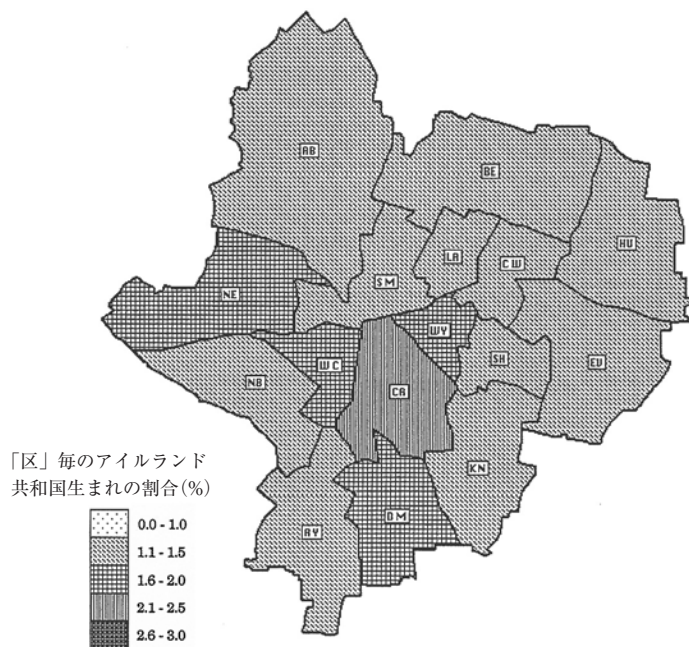 AB
BE
HU
LA
CW
SM
NE
WY
SH
EU
WC
NB
CA
KN
DM
AY
「区」毎のアイルランド
共和国生まれの割合(%)
0.0 - 1.0
1.1 - 1.5
1.6 - 2.0
2.1 - 2.5
2.6 - 3.0